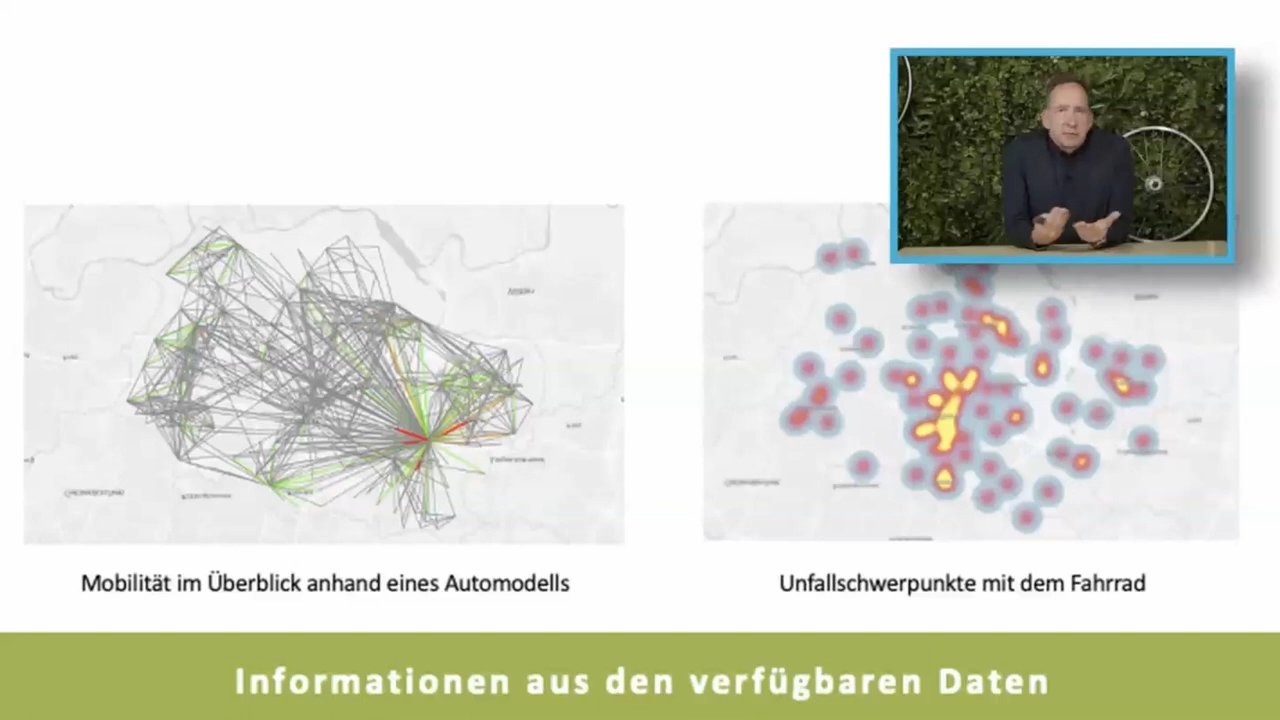 Mobilität im Überblick anhand eines Automodells
Unfallschwerpunkte mit dem Fahrrad
Informationen aus den verfügbaren Daten